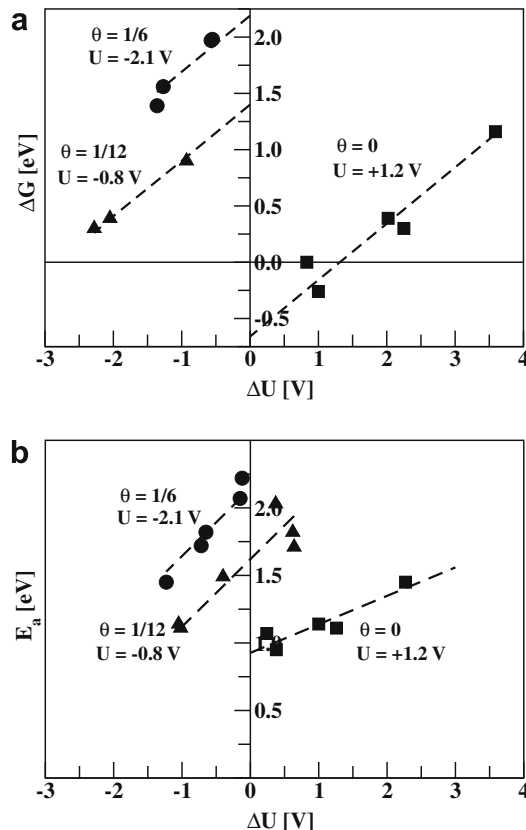 a
θ = 1/6
U = -2.1 V
θ = 1/12
U = -0.8 V
θ = 0
U = +1.2 V
2.0
1.5
1.0
0.5
0.0
-0.5
ΔG [eV]
-3 -2 -1 0 1 2 3 4
ΔU [V]
b
θ = 1/6
U = -2.1 V
θ = 1/12
U = -0.8 V
θ = 0
U = +1.2 V
2.0
1.5
1.0
0.5
E_a [eV]
-3 -2 -1 0 1 2 3 4
ΔU [V]